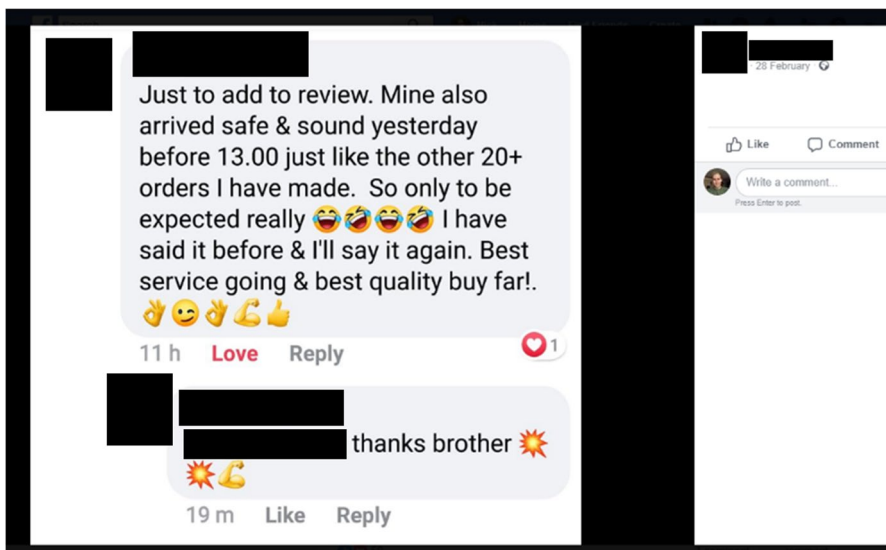 Just to add to review. Mine also
arrived safe & sound yesterday
before 13.00 just like the other 20+
orders I have made.  So only to be
expected really 😂🤣😂🤣 I have
said it before & I'll say it again. Best
service going & best quality buy far!.
👌😉👌💪👍
11 h Love Reply
1
thanks brother 💥
💥💪
19 m Like Reply
28 February
Like Comment
Write a comment...
Press Enter to post.